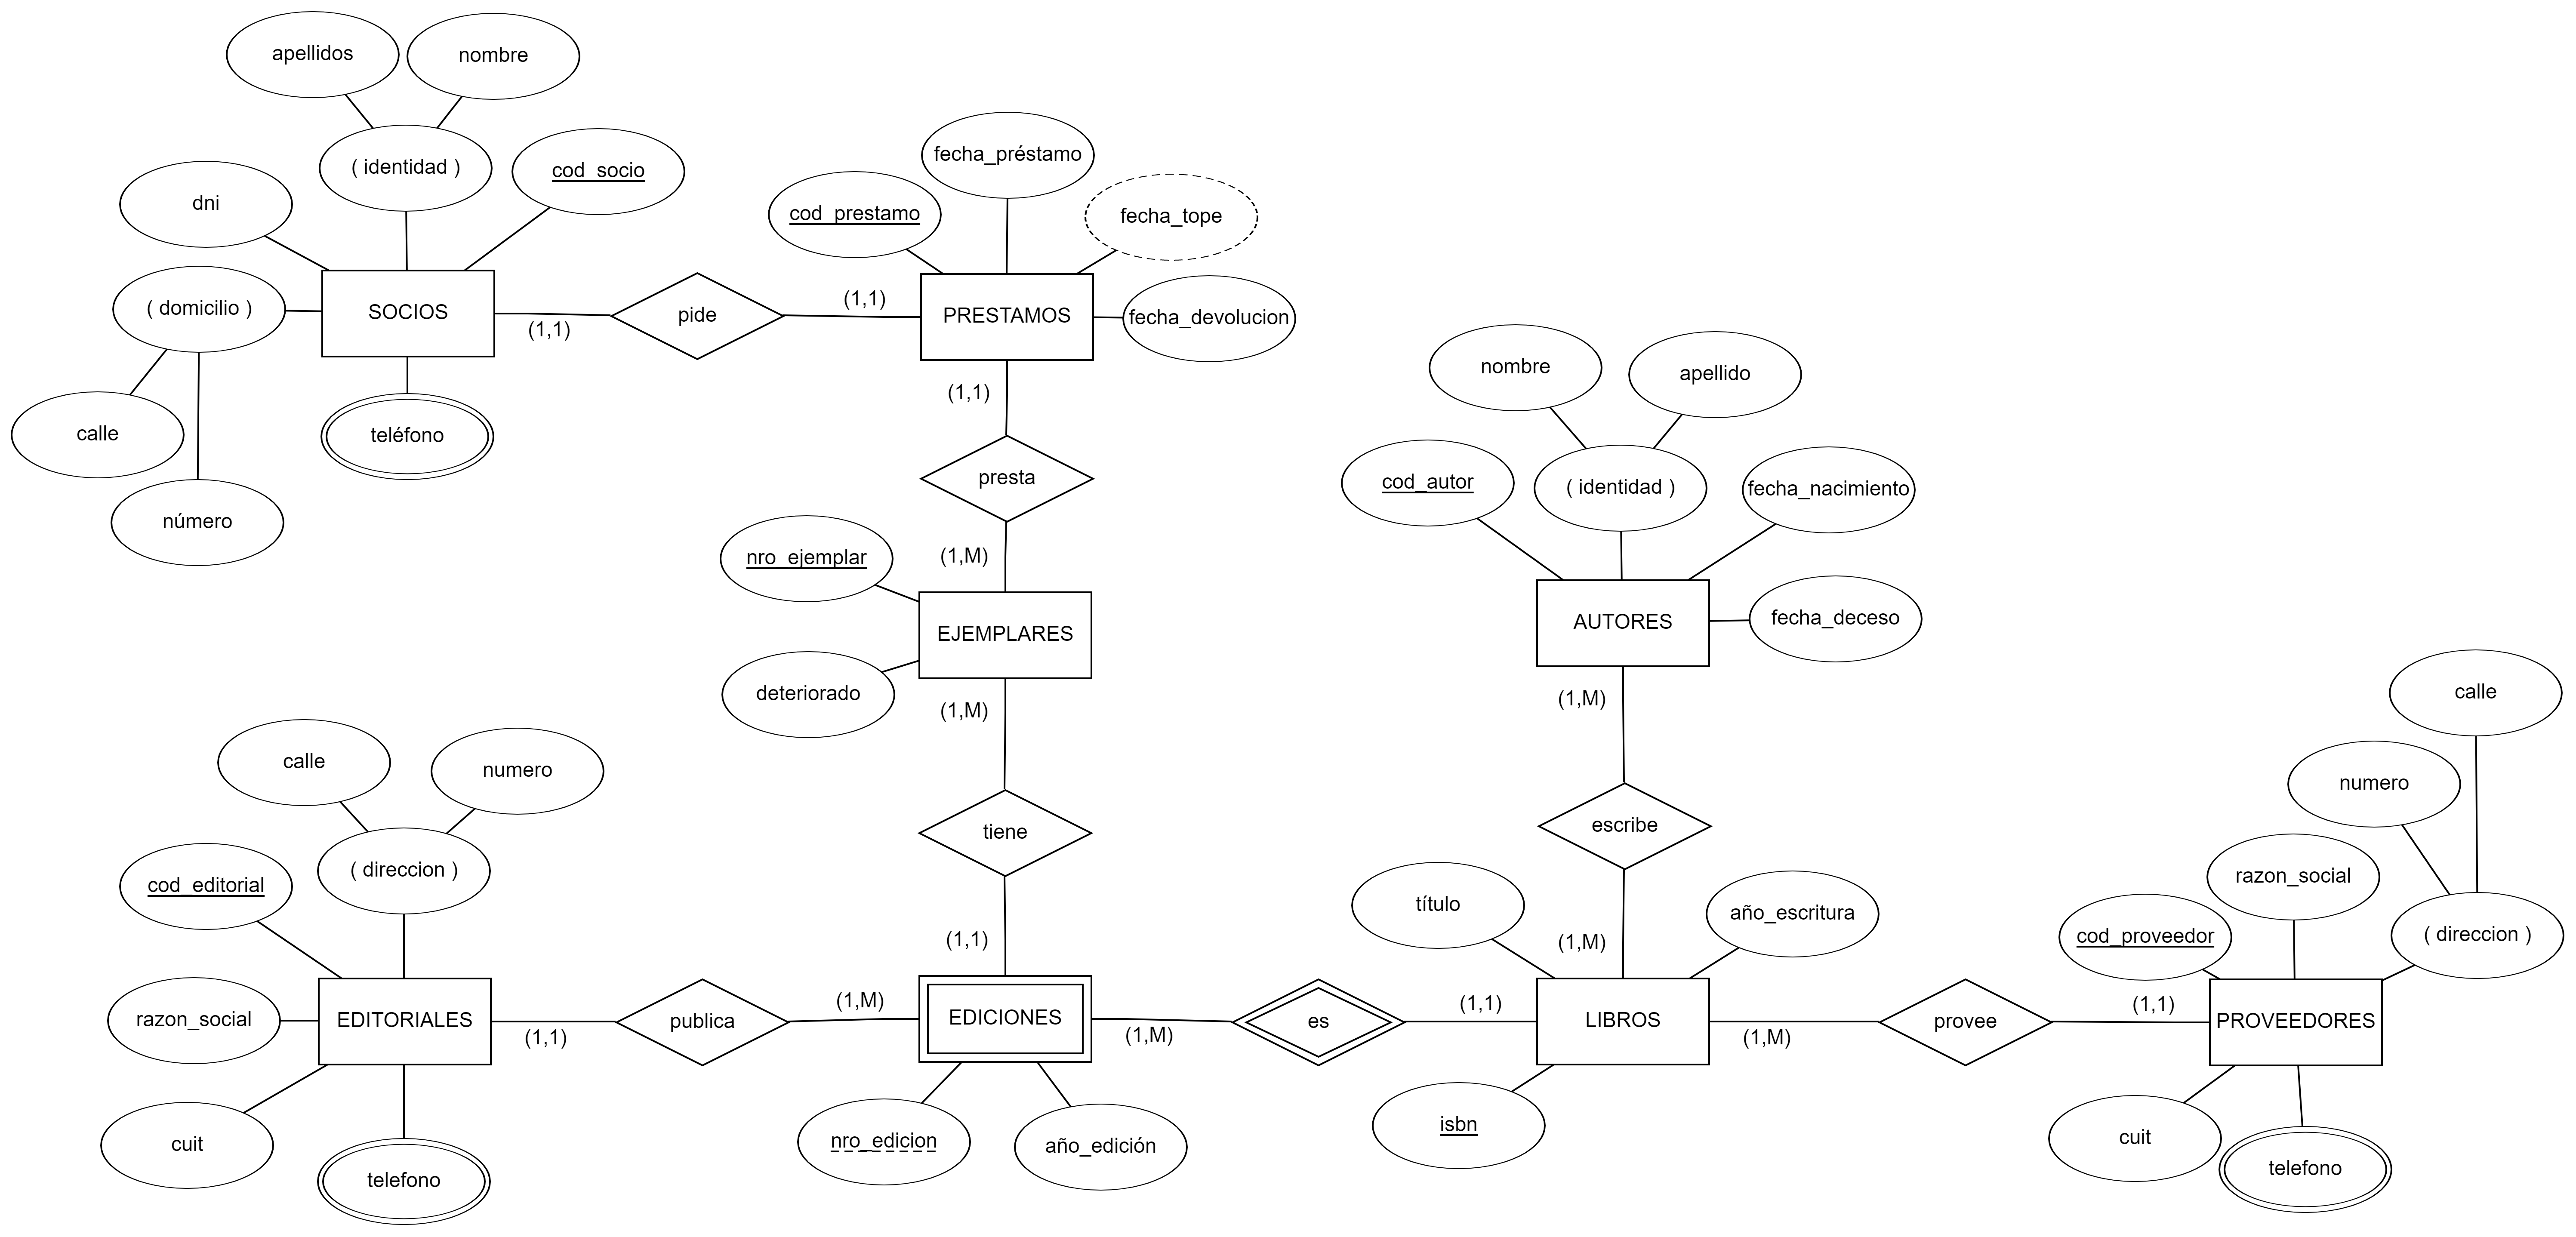 apellidos
nombre
( identidad )
cod_socio
dni
( domicilio )
SOCIOS
calle
número
teléfono
(1,1)
pide
(1,1)
cod_prestamo
fecha_préstamo
fecha_tope
PRESTAMOS
fecha_devolucion
(1,1)
presta
(1,M)
nro_ejemplar
EJEMPLARES
deteriorado
(1,M)
tiene
(1,1)
nombre
apellido
cod_autor
( identidad )
fecha_nacimiento
AUTORES
fecha_deceso
(1,M)
escribe
(1,M)
calle
numero
cod_editorial
( direccion )
razon_social
EDITORIALES
cuit
telefono
(1,1)
publica
(1,M)
EDICIONES
nro_edicion
año_edición
(1,M)
es
(1,1)
título
año_escritura
LIBROS
isbn
(1,M)
provee
(1,1)
calle
numero
razon_social
cod_proveedor
( direccion )
PROVEEDORES
cuit
telefono